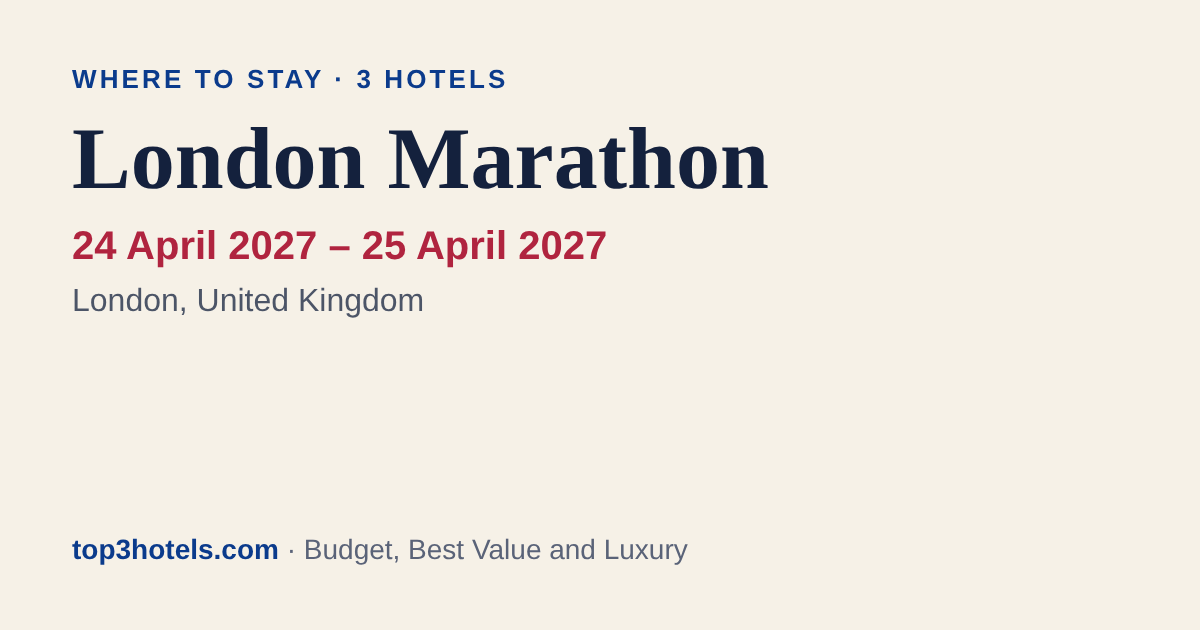 WHERE TO STAY · 3 HOTELS
London Marathon
24 April 2027 – 25 April 2027
London, United Kingdom
top3hotels.com · Budget, Best Value and Luxury